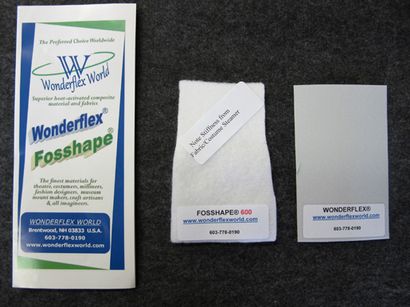 The Preferred Choice Worldwide
W
Wonderflex World
Superior heat-activated composite
material and fabrics
Wonderflex®
Fosshape®
The finest materials for
theatre, costumers, milliners,
fashion designers, museum
mount makers, craft artisans
& all imagineers.
WONDERFLEX WORLD
Brentwood, NH 03833 U.S.A.
603-778-0190
www.wonderflexworld.com
Note Stiffness from
Fabric/Costume Steamer
FOSSHAPE® 600
www.wonderflexworld.com
603-778-0190
WONDERFLEX®
www.wonderflexworld.com
603-778-0190